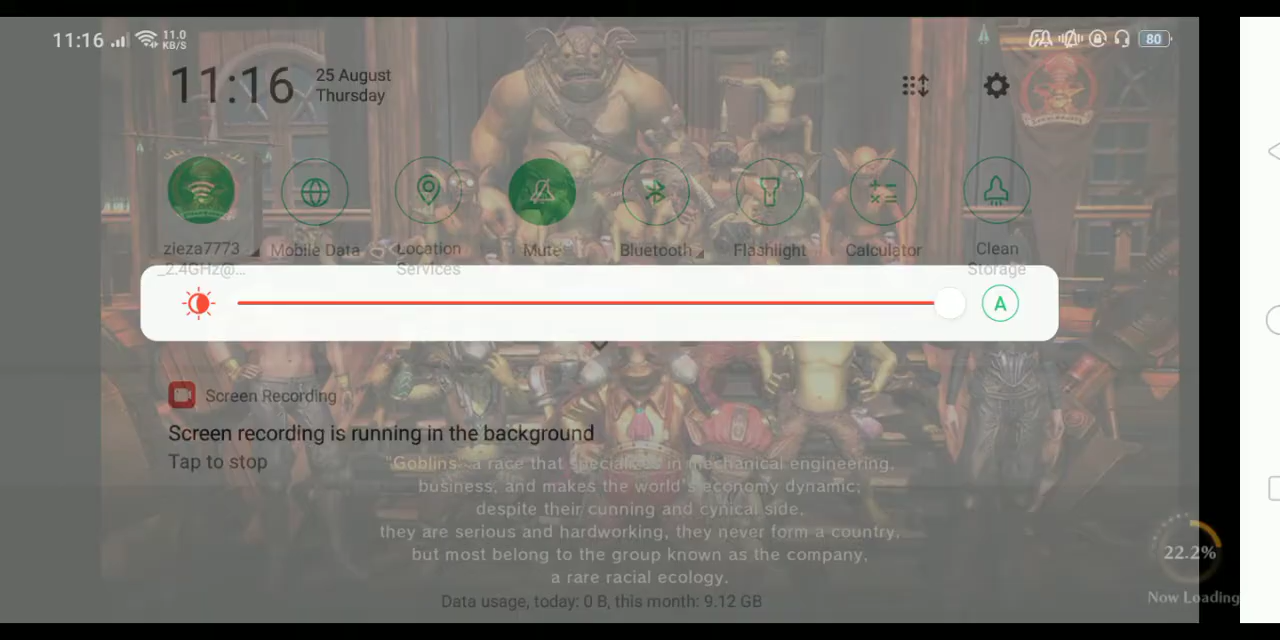 11:16
11.0
KB/S
80
11:16
25 August
Thursday
zieza7773
_2.4GHz@...
Mobile Data
Location
Services
Mute
Bluetooth
Flashlight
Calculator
Clean
Storage
A
Screen Recording
Screen recording is running in the background
Tap to stop
"Goblins - a race that specializes in mechanical engineering,
business, and makes the world's economy dynamic;
despite their cunning and cynical side,
they are serious and hardworking, they never form a country,
but most belong to the group known as the company,
a rare racial ecology.
Data usage, today: 0 B, this month: 9.12 GB
22.2%
Now Loading